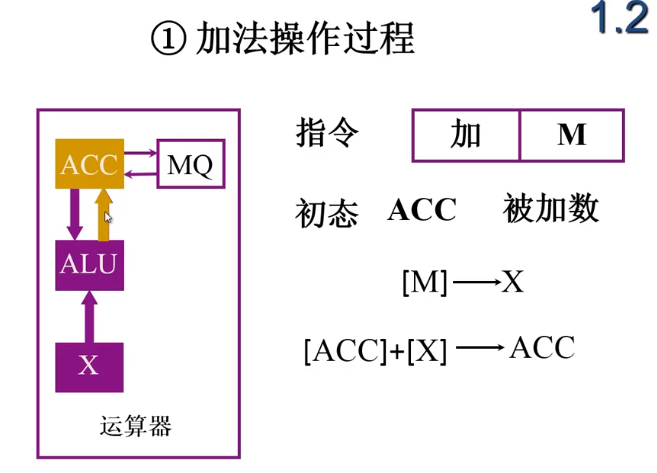 1.2
① 加法操作过程
指令 加 M
初态 ACC 被加数
[M]→X
[ACC]+[X]→ACC
ACC MQ
ALU
X
运算器